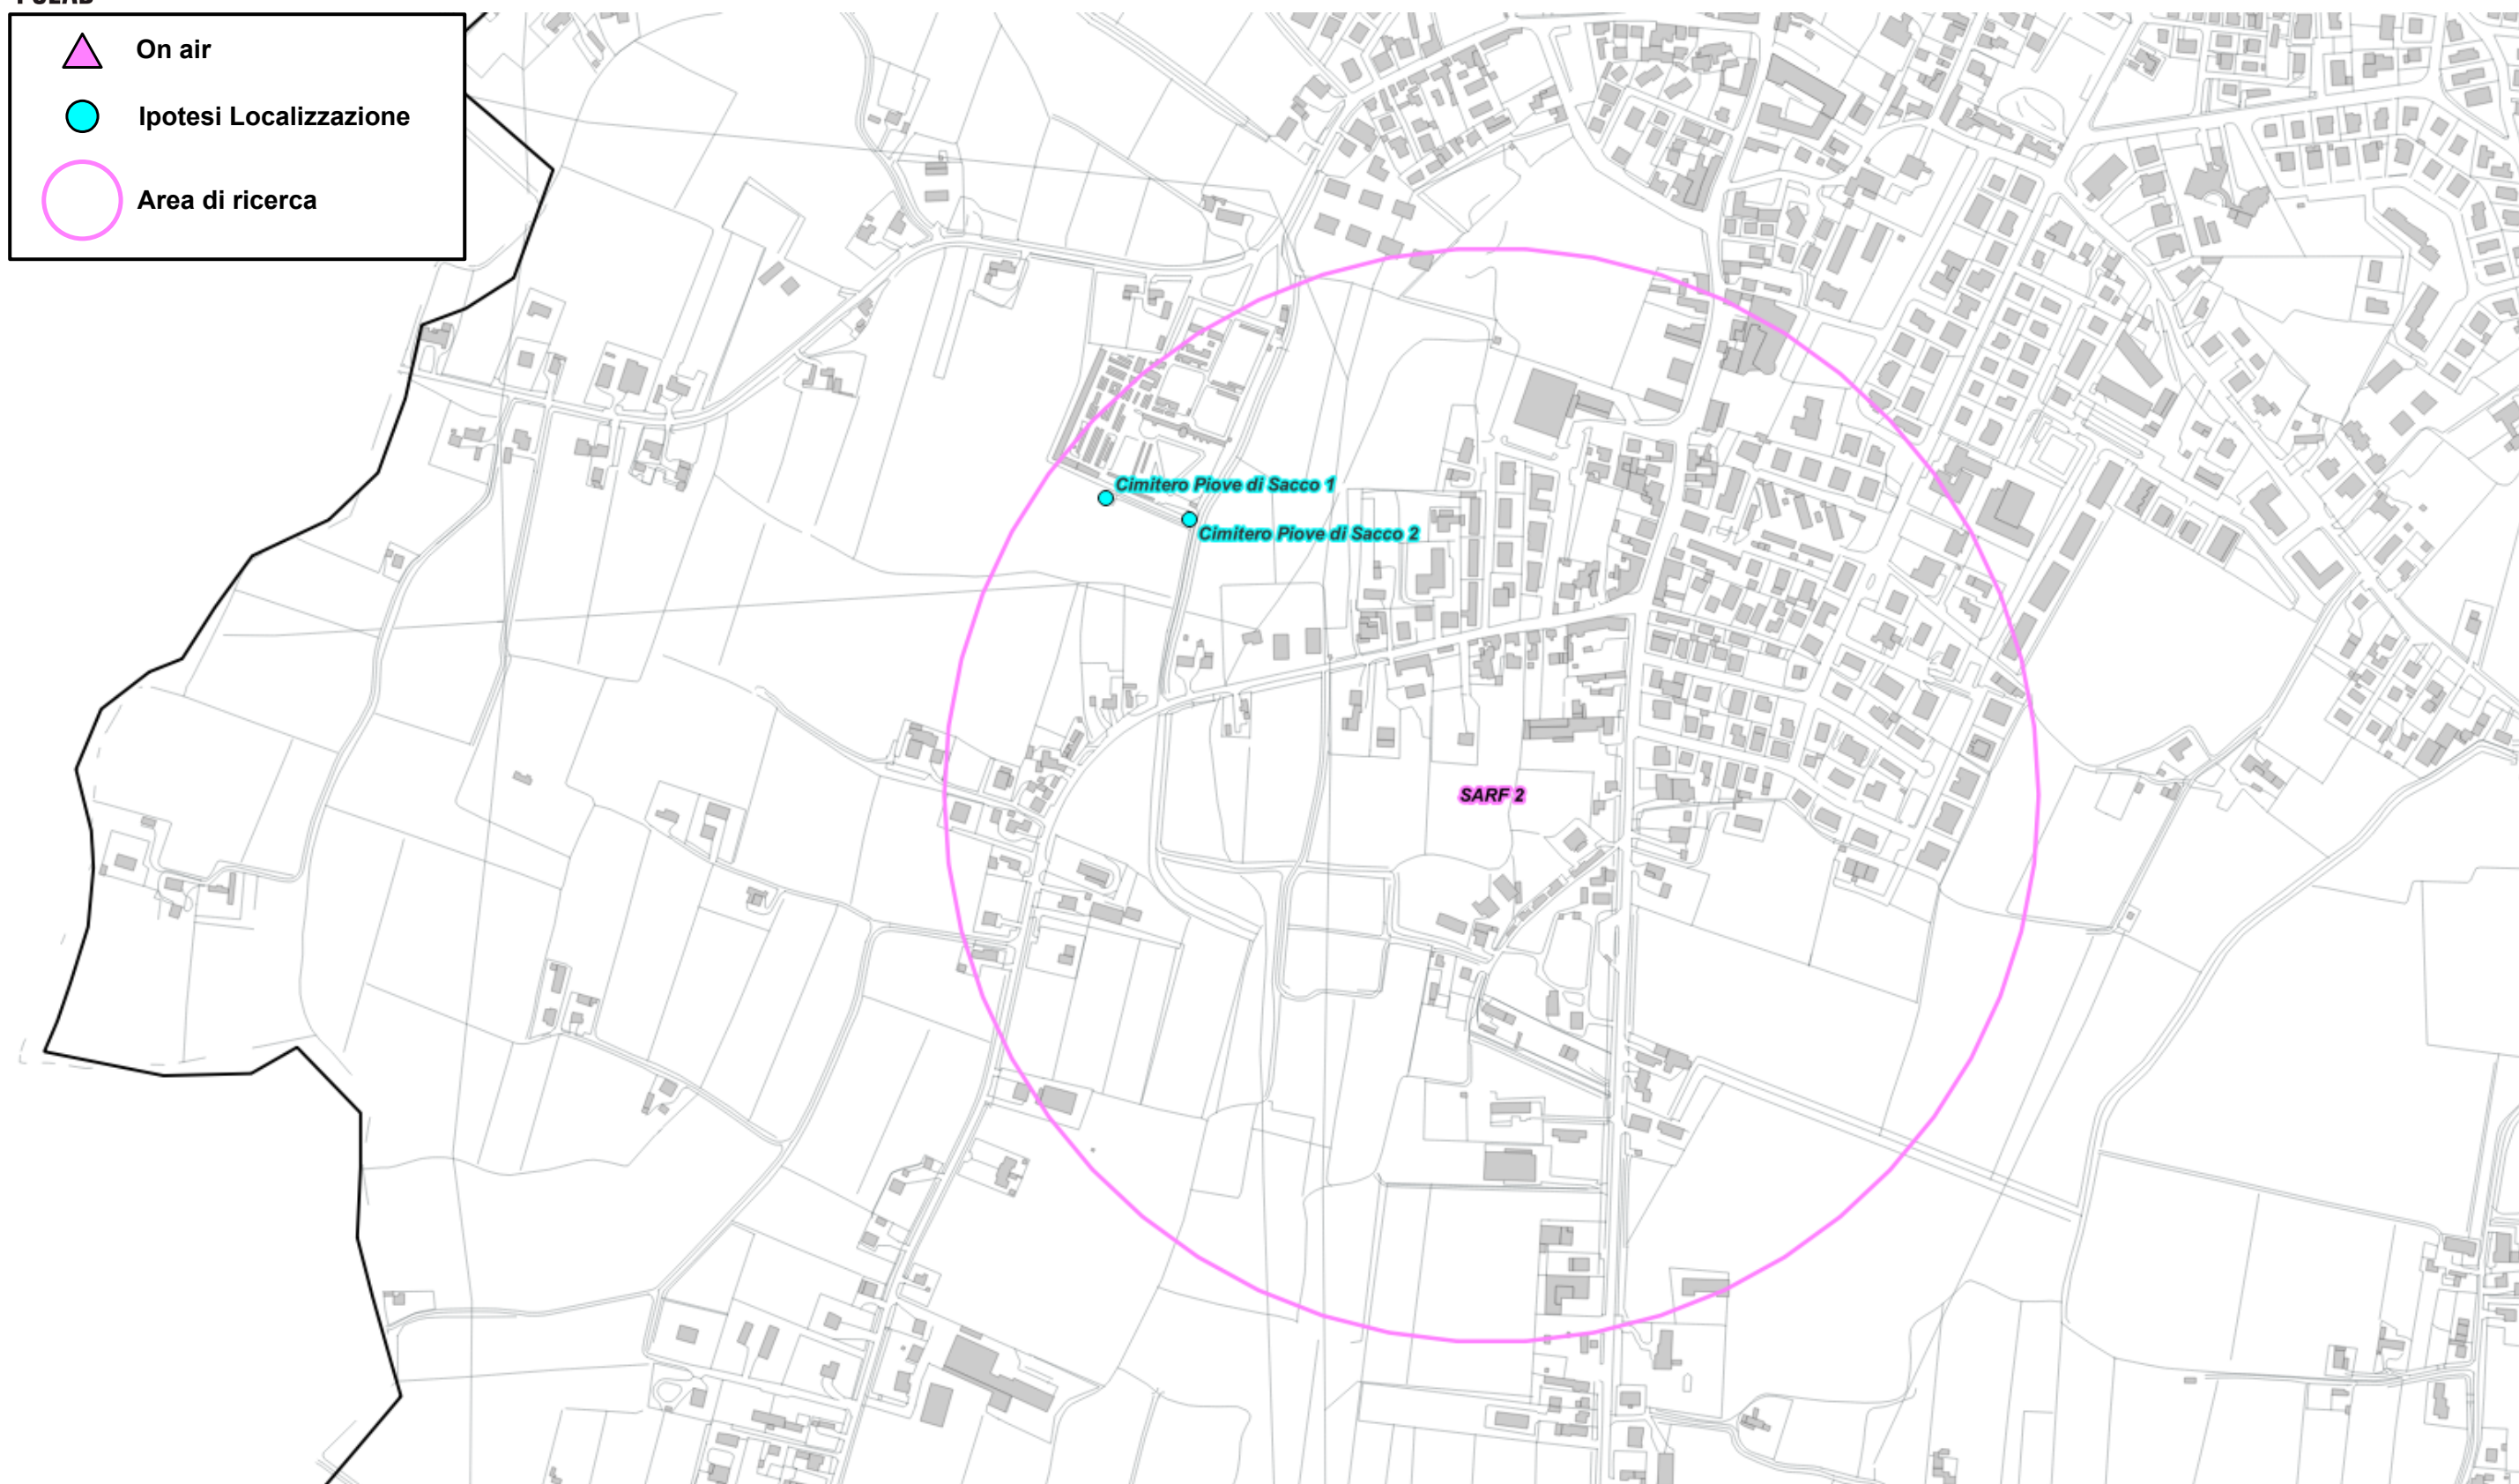 On air
Ipotesi Localizzazione
Area di ricerca
Cimitero Piove di Sacco 1
Cimitero Piove di Sacco 2
SARF 2